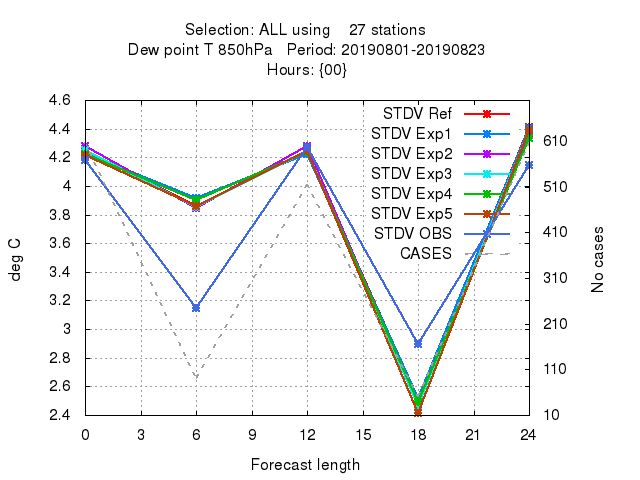 Selection: ALL using    27 stations
Dew point T 850hPa   Period: 20190801-20190823
Hours: {00}
4.6
4.4
4.2
4
3.8
3.6
3.4
3.2
3
2.8
2.6
2.4
deg C
STDV Ref
STDV Exp1
STDV Exp2
STDV Exp3
STDV Exp4
STDV Exp5
STDV OBS
CASES
610
510
410
310
210
110
10
No cases
0 3 6 9 12 15 18 21 24
Forecast length